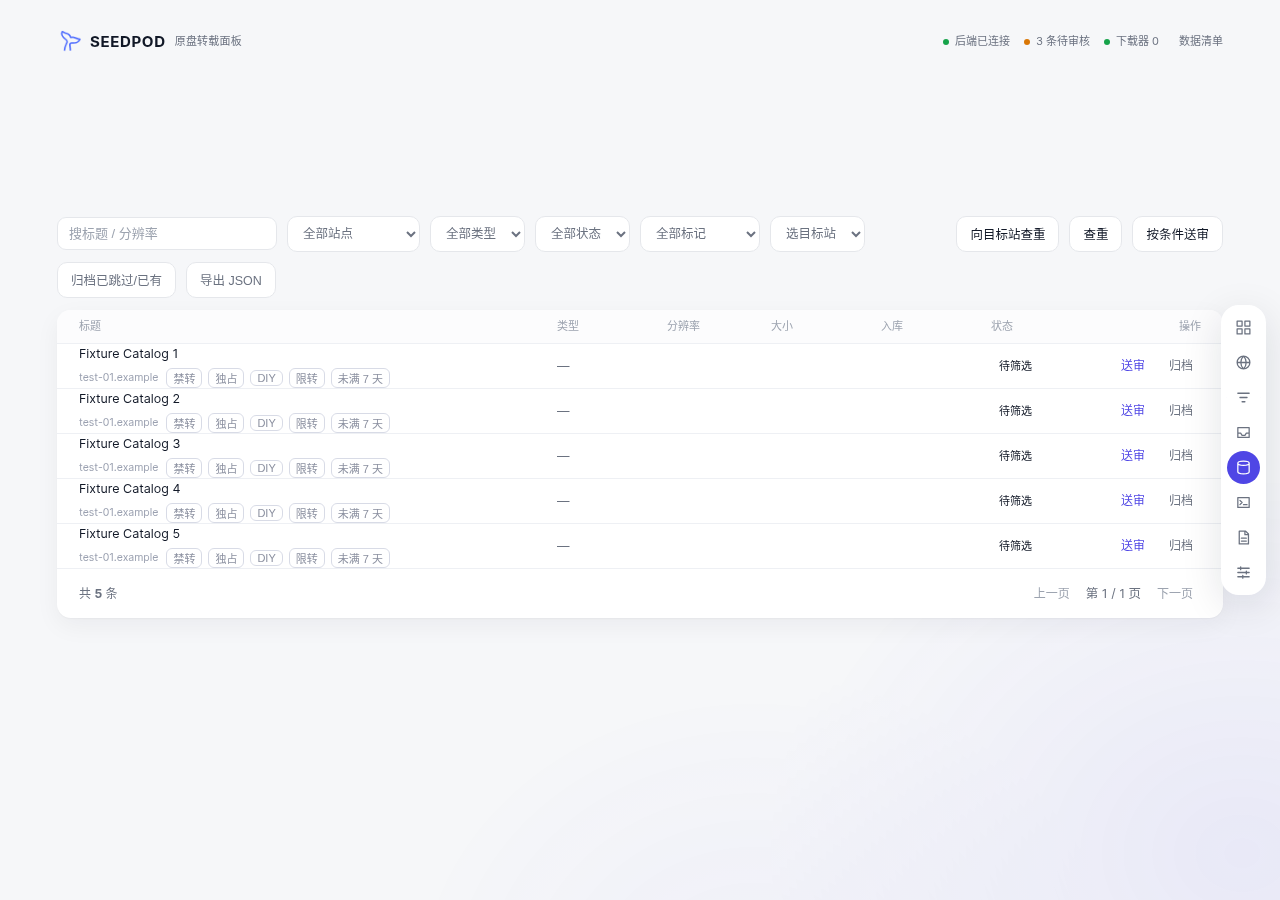 SEEDPOD 原盘转载面板 后端已连接 3 条待审核 下载器 0 数据清单
搜标题 / 分辨率 全部站点 全部类型 全部状态 全部标记 选目标站 向目标站查重 查重 按条件送审
归档已跳过/已有 导出 JSON
标题 类型 分辨率 大小 入库 状态 操作
Fixture Catalog 1
test-01.example 禁转 独占 DIY 限转 未满 7 天 — 待筛选 送审 归档
Fixture Catalog 2
test-01.example 禁转 独占 DIY 限转 未满 7 天 — 待筛选 送审 归档
Fixture Catalog 3
test-01.example 禁转 独占 DIY 限转 未满 7 天 — 待筛选 送审 归档
Fixture Catalog 4
test-01.example 禁转 独占 DIY 限转 未满 7 天 — 待筛选 送审 归档
Fixture Catalog 5
test-01.example 禁转 独占 DIY 限转 未满 7 天 — 待筛选 送审 归档
共 5 条 上一页 第 1 / 1 页 下一页